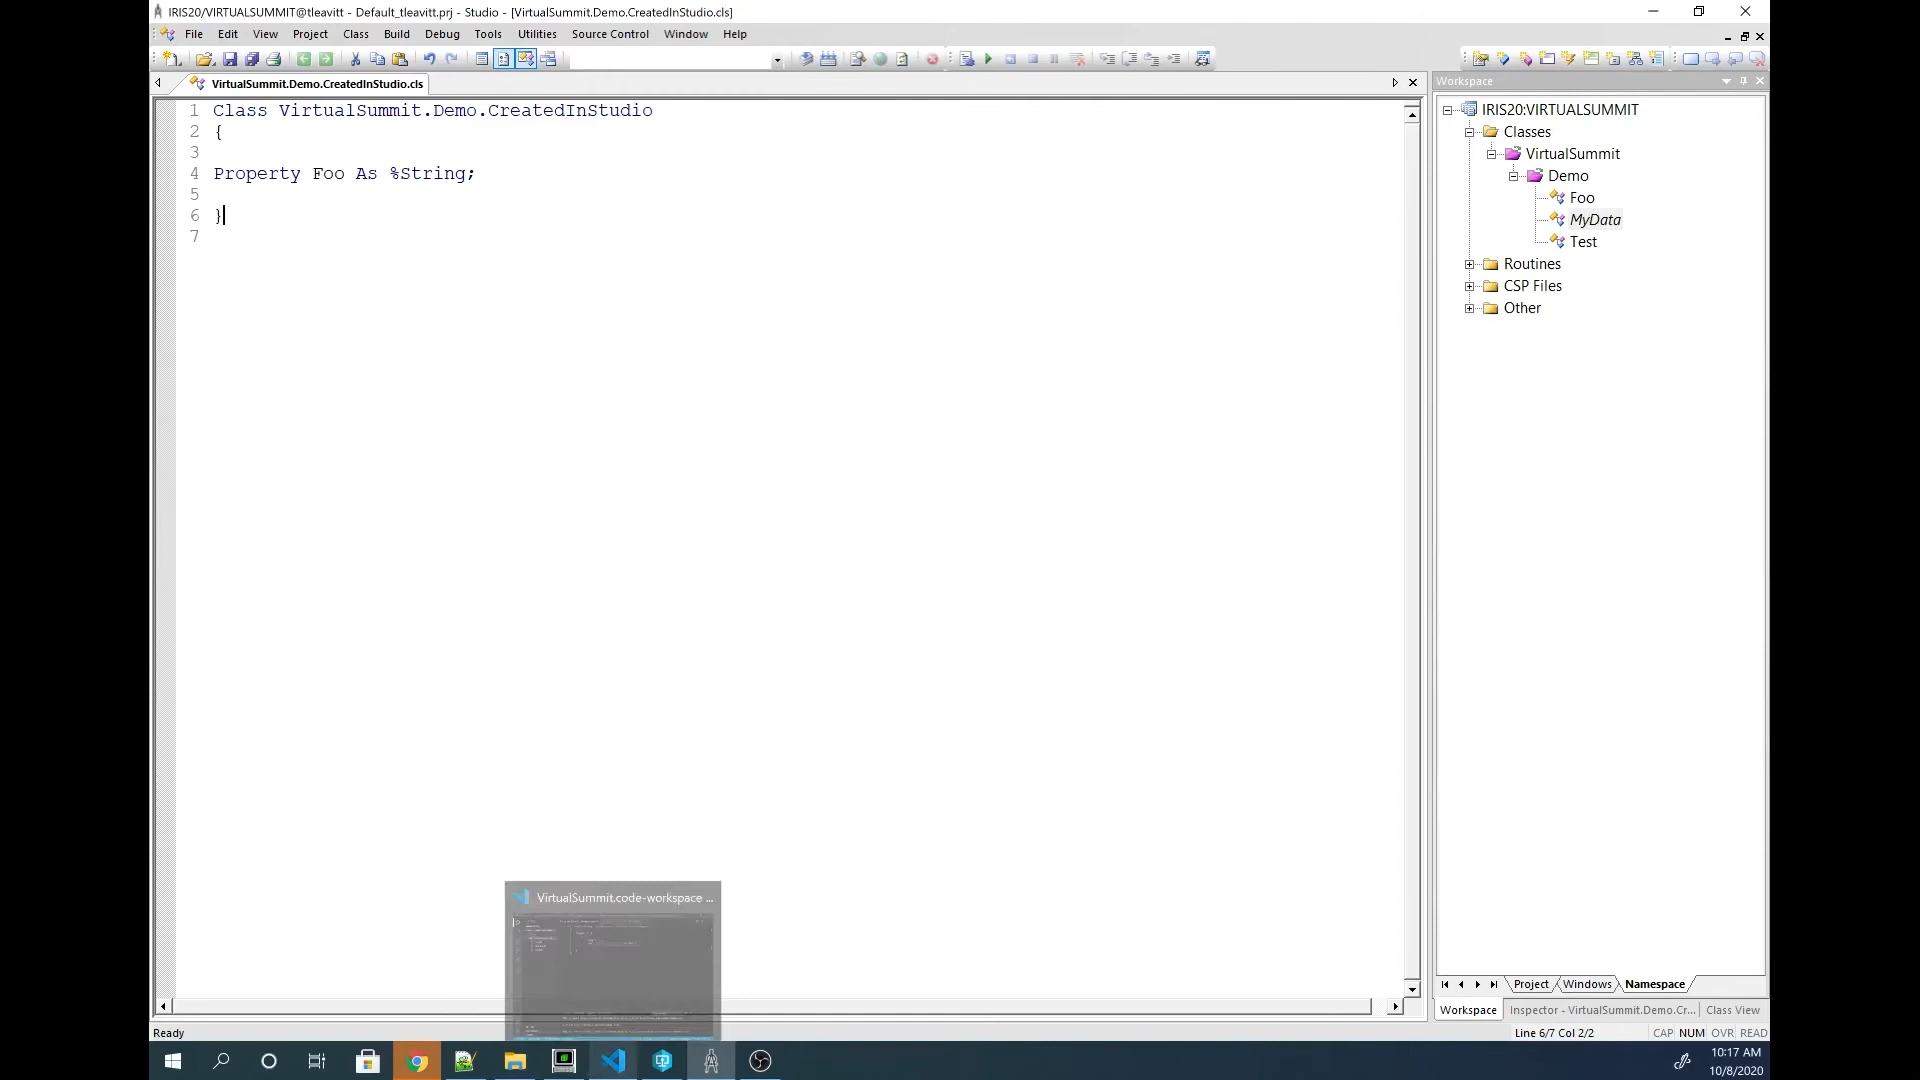 IRIS20/VIRTUALSUMMIT@tleavitt - Default_tleavitt.prj - Studio - [VirtualSummit.Demo.CreatedInStudio.cls]
File Edit View Project Class Build Debug Tools Utilities Source Control Window Help
VirtualSummit.Demo.CreatedInStudio.cls
1 Class VirtualSummit.Demo.CreatedInStudio
2 {
3
4 Property Foo As %String;
5
6 }
7
Workspace
IRIS20:VIRTUALSUMMIT
Classes
VirtualSummit
Demo
Foo
MyData
Test
Routines
CSP Files
Other
Project Windows Namespace
Workspace Inspector - VirtualSummit.Demo.Cr... Class View
VirtualSummit.code-workspace ...
Ready
Line 6/7 Col 2/2 CAP NUM OVR READ
10:17 AM
10/8/2020